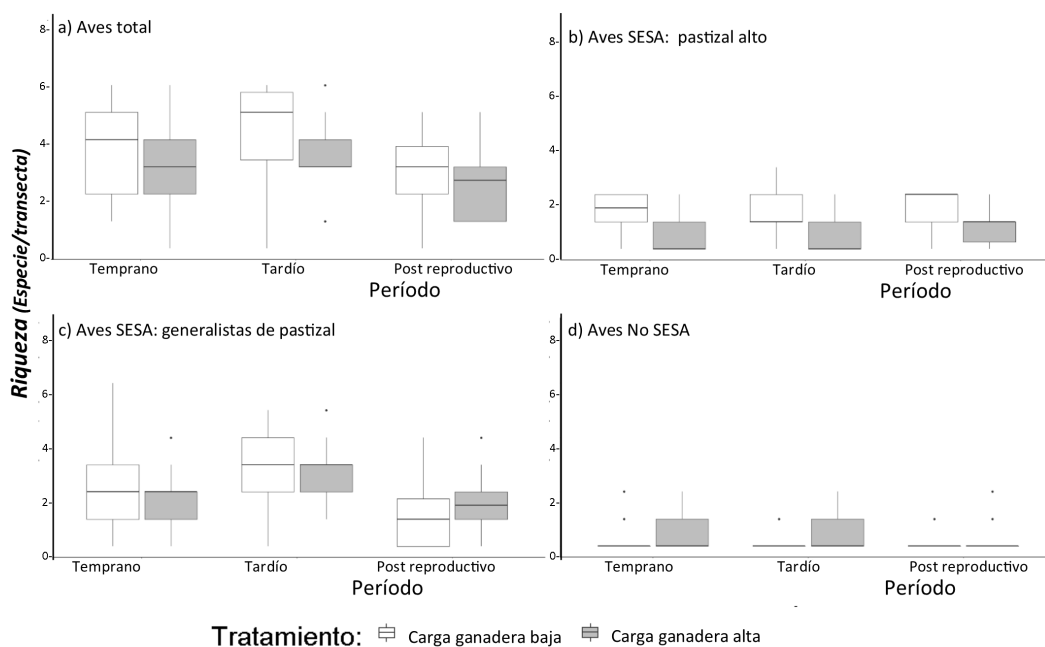 Riqueza (Especie/transecta)
a) Aves total
8-
6-
4-
2-
0-
Temprano Tardío Post reproductivo
Período
b) Aves SESA: pastizal alto
8-
6-
4-
2-
0-
Temprano Tardío Post reproductivo
Período
c) Aves SESA: generalistas de pastizal
8-
6-
4-
2-
0-
Temprano Tardío Post reproductivo
Período
d) Aves No SESA
8-
6-
4-
2-
0-
Temprano Tardío Post reproductivo
Período
Tratamiento: Carga ganadera baja Carga ganadera alta